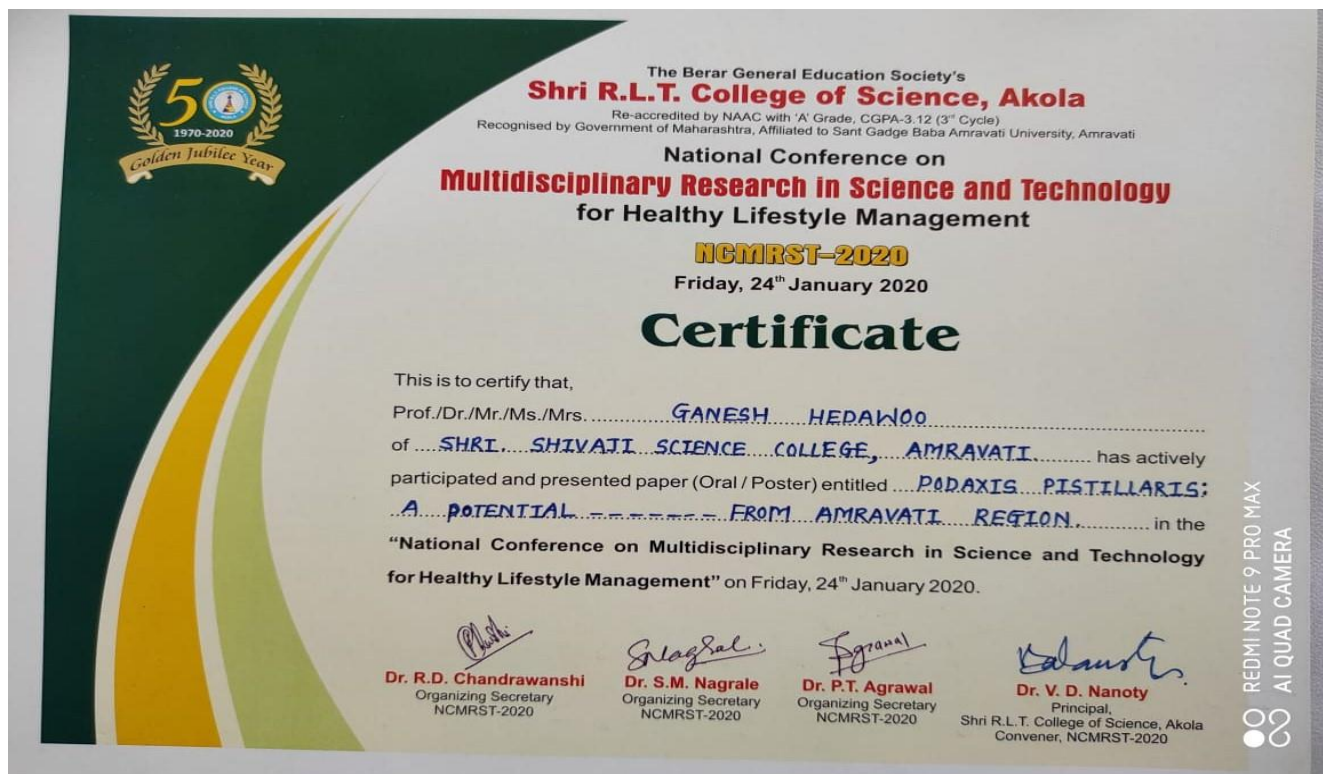 50
1970-2020
Golden Jubilee Year
The Berar General Education Society's
Shri R.L.T. College of Science, Akola
Re-accredited by NAAC with 'A' Grade, CGPA-3.12 (3rd Cycle)
Recognised by Government of Maharashtra, Affiliated to Sant Gadge Baba Amravati University, Amravati
National Conference on
Multidisciplinary Research in Science and Technology
for Healthy Lifestyle Management
NCMRST-2020
Friday, 24th January 2020
Certificate
This is to certify that,
Prof./Dr./Mr./Ms./Mrs. GANESH HEDAWOO
of SHRI. SHIVAJI SCIENCE COLLEGE, AMRAVATI. has actively
participated and presented paper (Oral / Poster) entitled PODAXIS PISTILLARIS;
A POTENTIAL ------- FROM AMRAVATI REGION. in the
"National Conference on Multidisciplinary Research in Science and Technology
for Healthy Lifestyle Management" on Friday, 24th January 2020.
Dr. R.D. Chandrawanshi
Organizing Secretary
NCMRST-2020
Dr. S.M. Nagrale
Organizing Secretary
NCMRST-2020
Dr. P.T. Agrawal
Organizing Secretary
NCMRST-2020
Dr. V. D. Nanoty
Principal,
Shri R.L.T. College of Science, Akola
Convener, NCMRST-2020
REDMI NOTE 9 PRO MAX
AI QUAD CAMERA